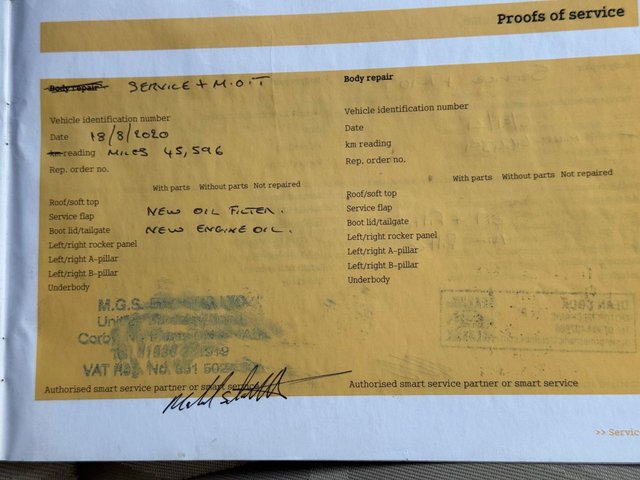 Proofs of service
Body repair SERVICE + M.O.T
Vehicle identification number
Date 18/8/2020
km reading MILES 45,596
Rep. order no.
With parts Without parts Not repaired
Roof/soft top
Service flap NEW OIL FILTER.
Boot lid/tailgate NEW ENGINE OIL.
Left/right rocker panel
Left/right A-pillar
Left/right B-pillar
Underbody
M.G.S.
VAT Reg. No.
Authorised smart service partner or smart service
Body repair
Vehicle identification number
Date
km reading
Rep. order no.
With parts Without parts Not repaired
Roof/soft top
Service flap
Boot lid/tailgate
Left/right rocker panel
Left/right A-pillar
Left/right B-pillar
Underbody
Authorised smart service partner or smart service
>> Servic